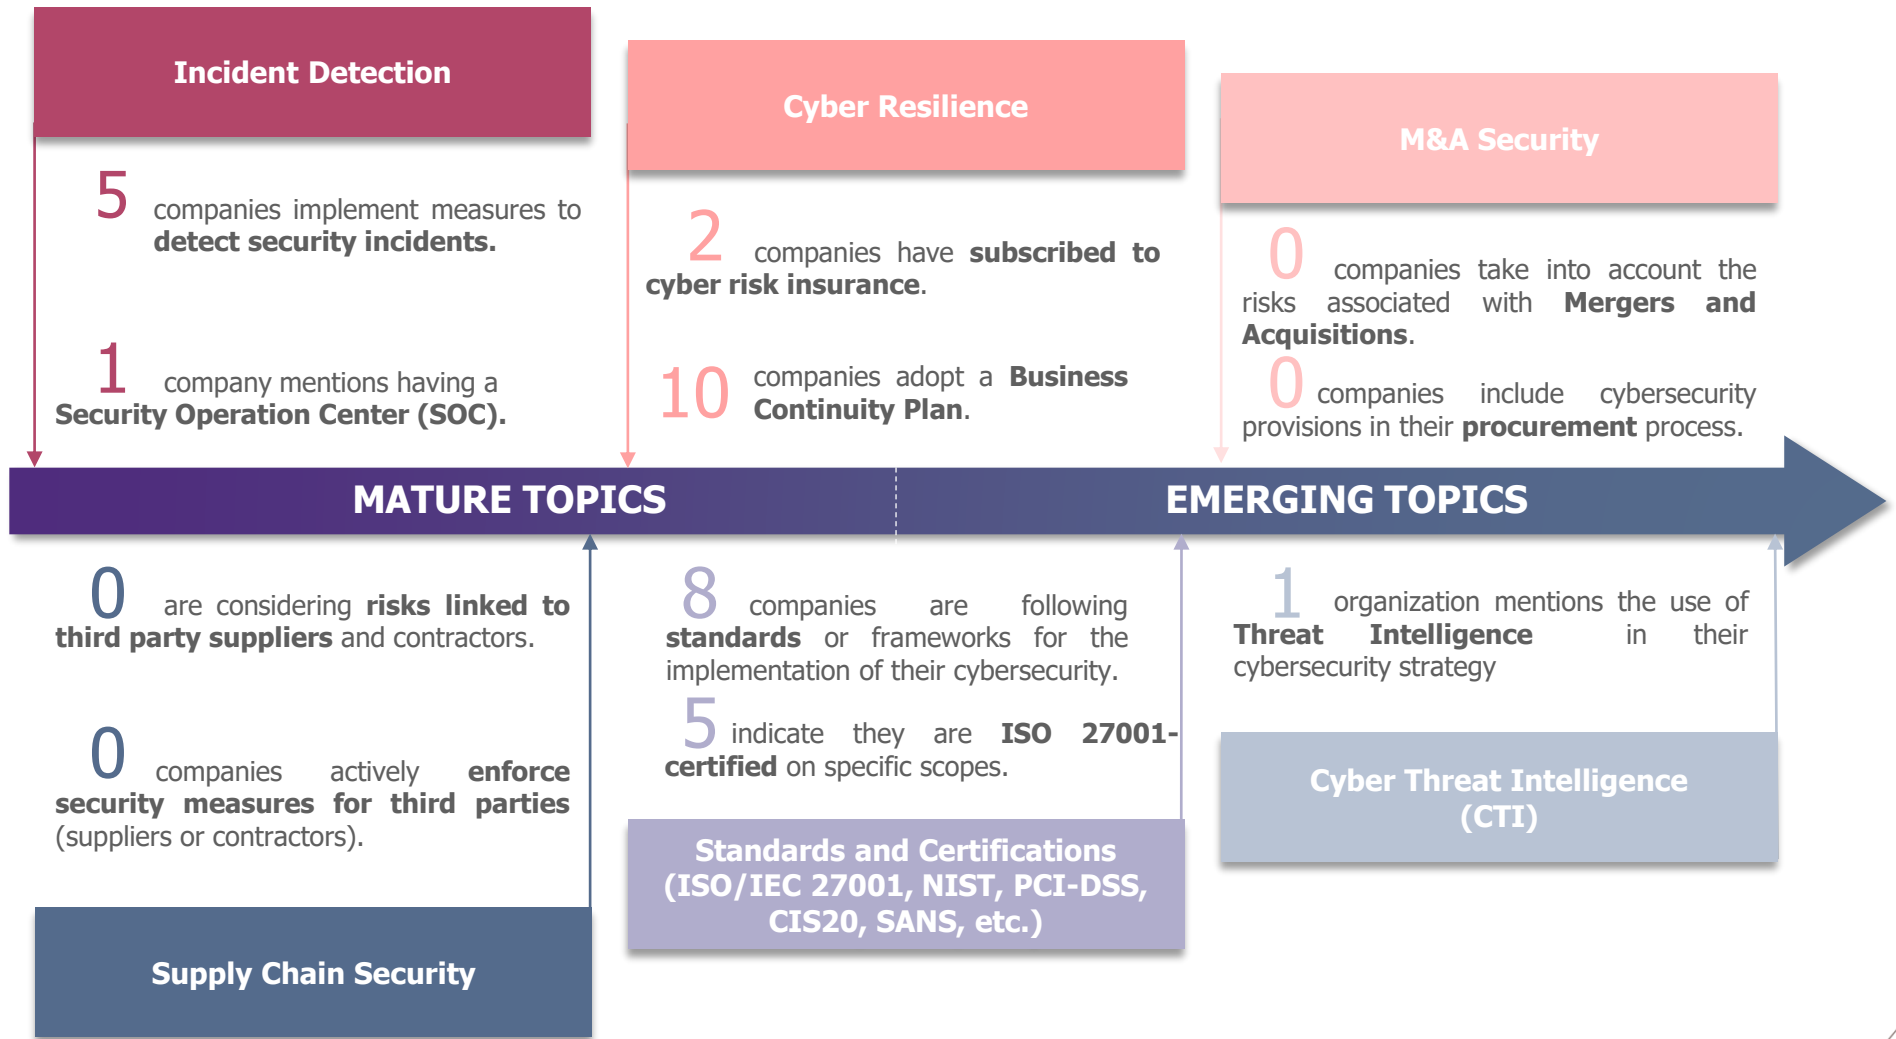 Incident Detection
5 companies implement measures to
detect security incidents.
1 company mentions having a
Security Operation Center (SOC).
Cyber Resilience
2 companies have subscribed to
cyber risk insurance.
10 companies adopt a Business
Continuity Plan.
M&A Security
0 companies take into account the
risks associated with Mergers and
Acquisitions.
0 companies include cybersecurity
provisions in their procurement process.
MATURE TOPICS
EMERGING TOPICS
0 are considering risks linked to
third party suppliers and contractors.
0 companies actively enforce
security measures for third parties
(suppliers or contractors).
Supply Chain Security
8 companies are following
standards or frameworks for the
implementation of their cybersecurity.
5 indicate they are ISO 27001-
certified on specific scopes.
Standards and Certifications
(ISO/IEC 27001, NIST, PCI-DSS,
CIS20, SANS, etc.)
1 organization mentions the use of
Threat Intelligence in their
cybersecurity strategy
Cyber Threat Intelligence
(CTI)